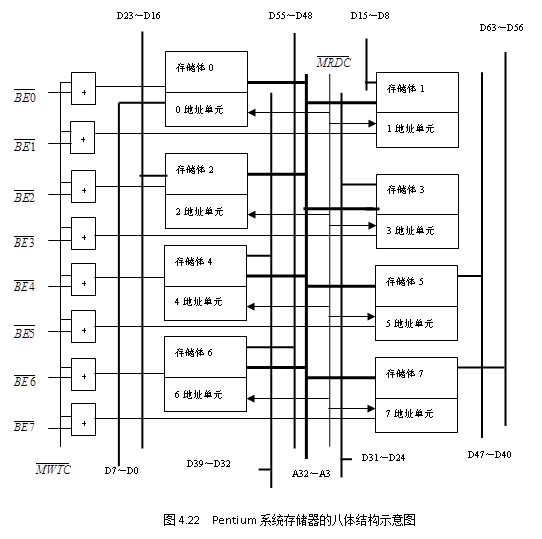 D23～D16 D55～D48 D15～D8 D63～D56
MRDC
存储体 0
存储体 1
BE0 +
0 地址单元
1 地址单元
BE1 +
存储体 2
存储体 3
BE2 +
2 地址单元
3 地址单元
BE3 +
存储体 4
存储体 5
BE4 +
4 地址单元
5 地址单元
BE5 +
存储体 6
存储体 7
BE6 +
6 地址单元
7 地址单元
BE7 +
MWTC D7～D0 D39～D32 A32～A3 D31～D24 D47～D40
图 4.22 Pentium 系统存储器的八体结构示意图